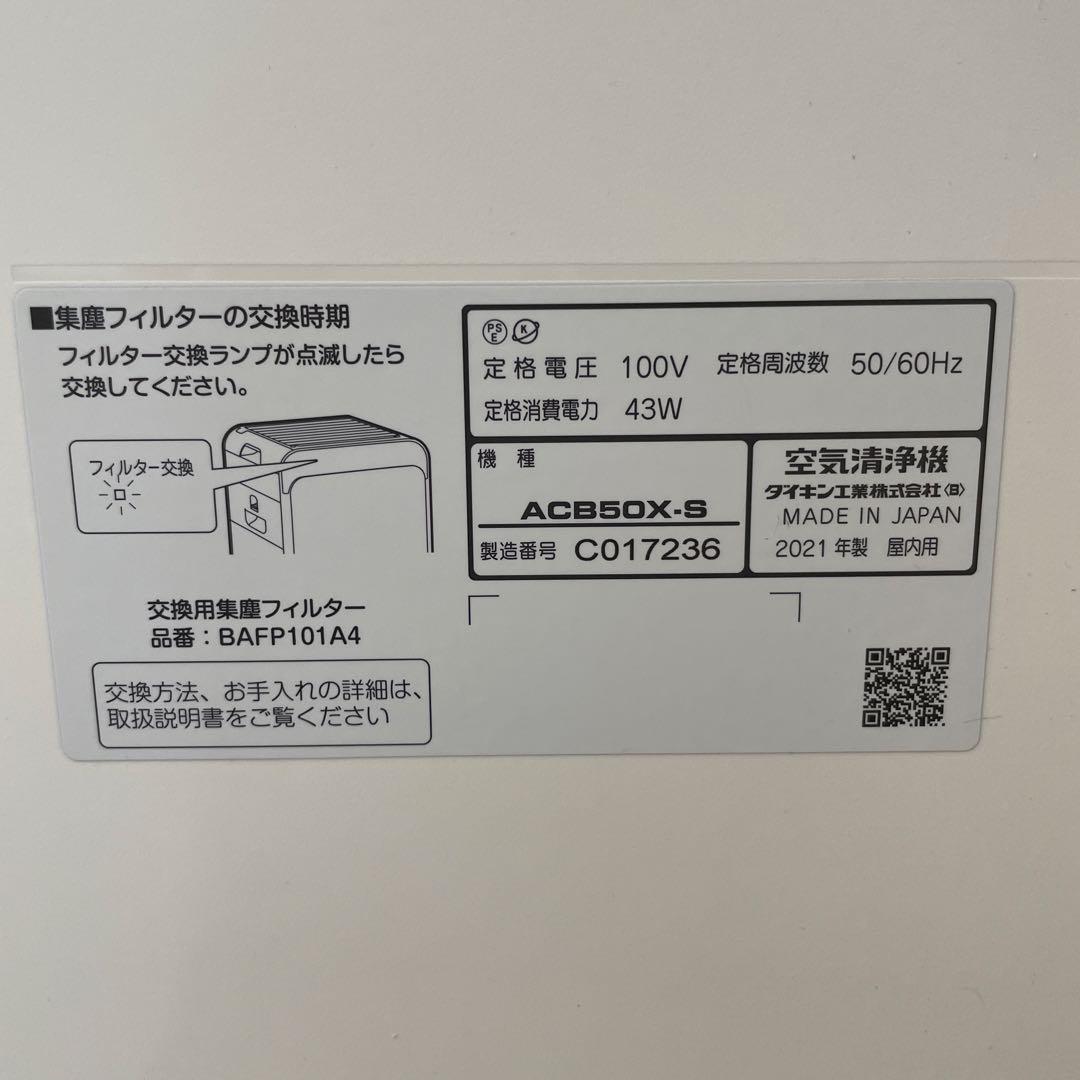 ■集塵フィルターの交換時期
フィルター交換ランプが点滅したら
交換してください。
フィルター交換
交換用集塵フィルター
品番：BAFP101A4
交換方法、お手入れの詳細は、
取扱説明書をご覧ください
PSE K
定格電圧 100V 定格周波数 50/60Hz
定格消費電力 43W
機種
ACB50X-S
製造番号 C017236
空気清浄機
ダイキン工業株式会社〈B〉
MADE IN JAPAN
2021年製 屋内用